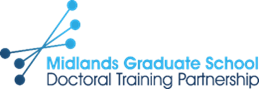 Midlands Graduate School
Doctoral Training Partnership